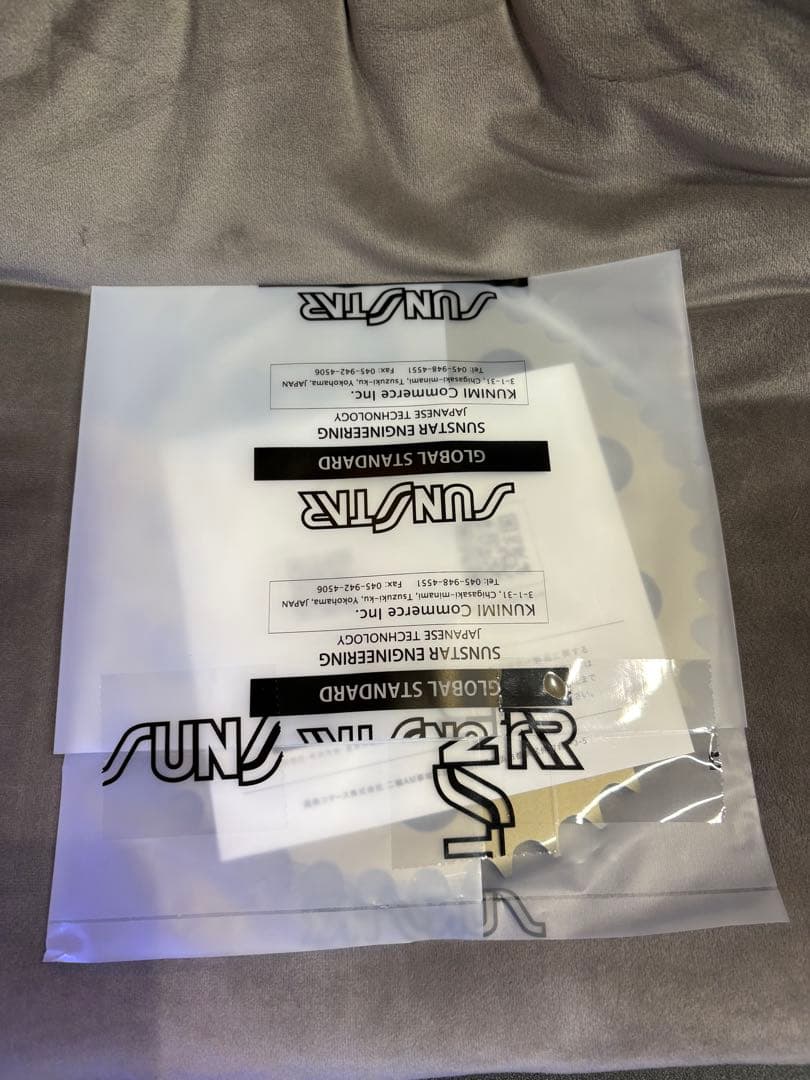 SUNS
GLOBAL STANDARD
SUNSTAR ENGINEERING
JAPANESE TECHNOLOGY
KUNIMI Commerce Inc.
3-1-31, Chigasaki-minami, Tsuzuki-ku, Yokohama, JAPAN
Tel: 045-948-4551 Fax: 045-942-4506
SUNSTAR
GLOBAL STANDARD
SUNSTAR ENGINEERING
JAPANESE TECHNOLOGY
KUNIMI Commerce Inc.
3-1-31, Chigasaki-minami, Tsuzuki-ku, Yokohama, JAPAN
Tel: 045-948-4551 Fax: 045-942-4506
SUNSTAR